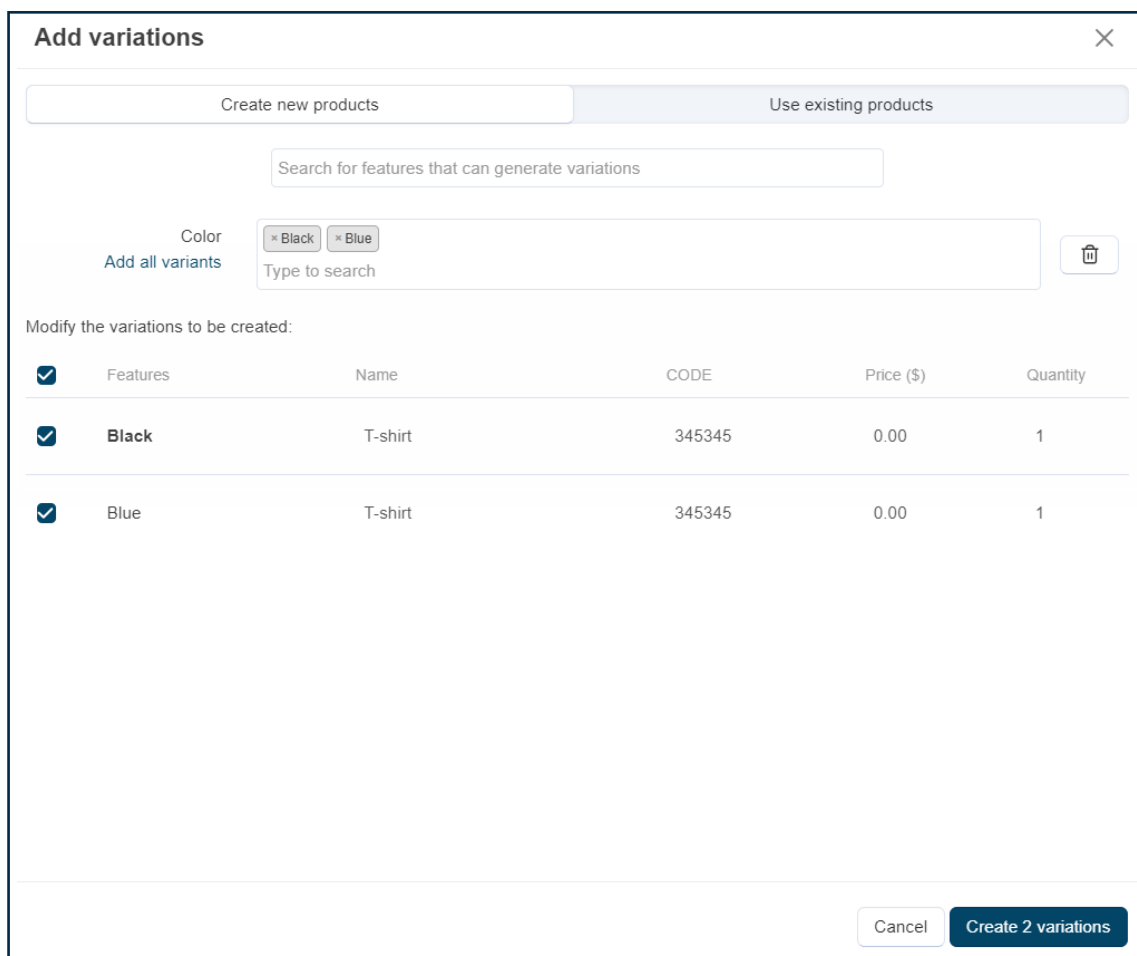 Add variations
Create new products Use existing products
Search for features that can generate variations
Color × Black × Blue
Add all variants Type to search
Modify the variations to be created:
Features Name CODE Price ($) Quantity
Black T-shirt 345345 0.00 1
Blue T-shirt 345345 0.00 1
Cancel Create 2 variations